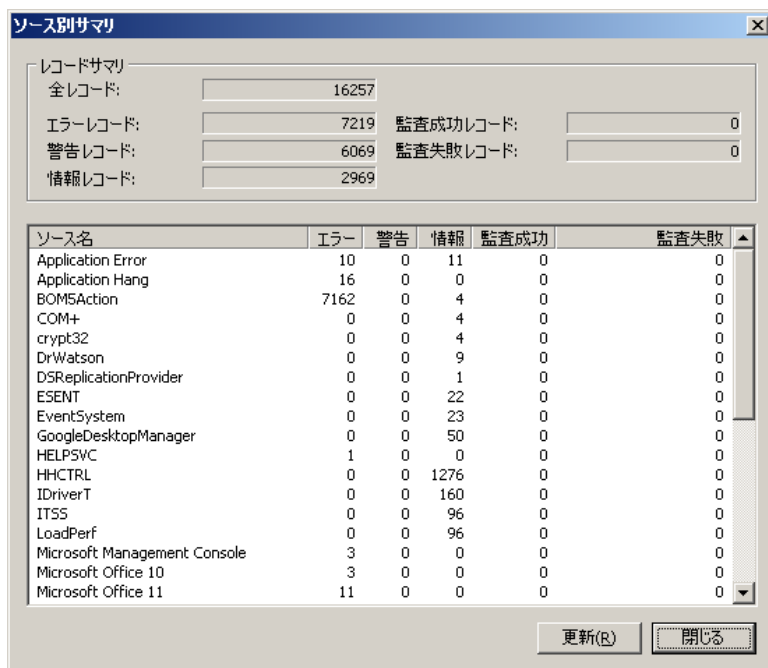 ソース別サマリ
レコードサマリ
全レコード: 16257
エラーレコード: 7219 監査成功レコード: 0
警告レコード: 6069 監査失敗レコード: 0
情報レコード: 2969
ソース名 エラー 警告 情報 監査成功 監査失敗
Application Error 10 0 11 0 0
Application Hang 16 0 0 0 0
BOM5Action 7162 0 4 0 0
COM+ 0 0 4 0 0
crypt32 0 0 4 0 0
DrWatson 0 0 9 0 0
DSReplicationProvider 0 0 1 0 0
ESENT 0 0 22 0 0
EventSystem 0 0 23 0 0
GoogleDesktopManager 0 0 50 0 0
HELPSVC 1 0 0 0 0
HHCTRL 0 0 1276 0 0
IDriverT 0 0 160 0 0
ITSS 0 0 96 0 0
LoadPerf 0 0 96 0 0
Microsoft Management Console 3 0 0 0 0
Microsoft Office 10 3 0 0 0 0
Microsoft Office 11 11 0 0 0 0
更新(R) 閉じる